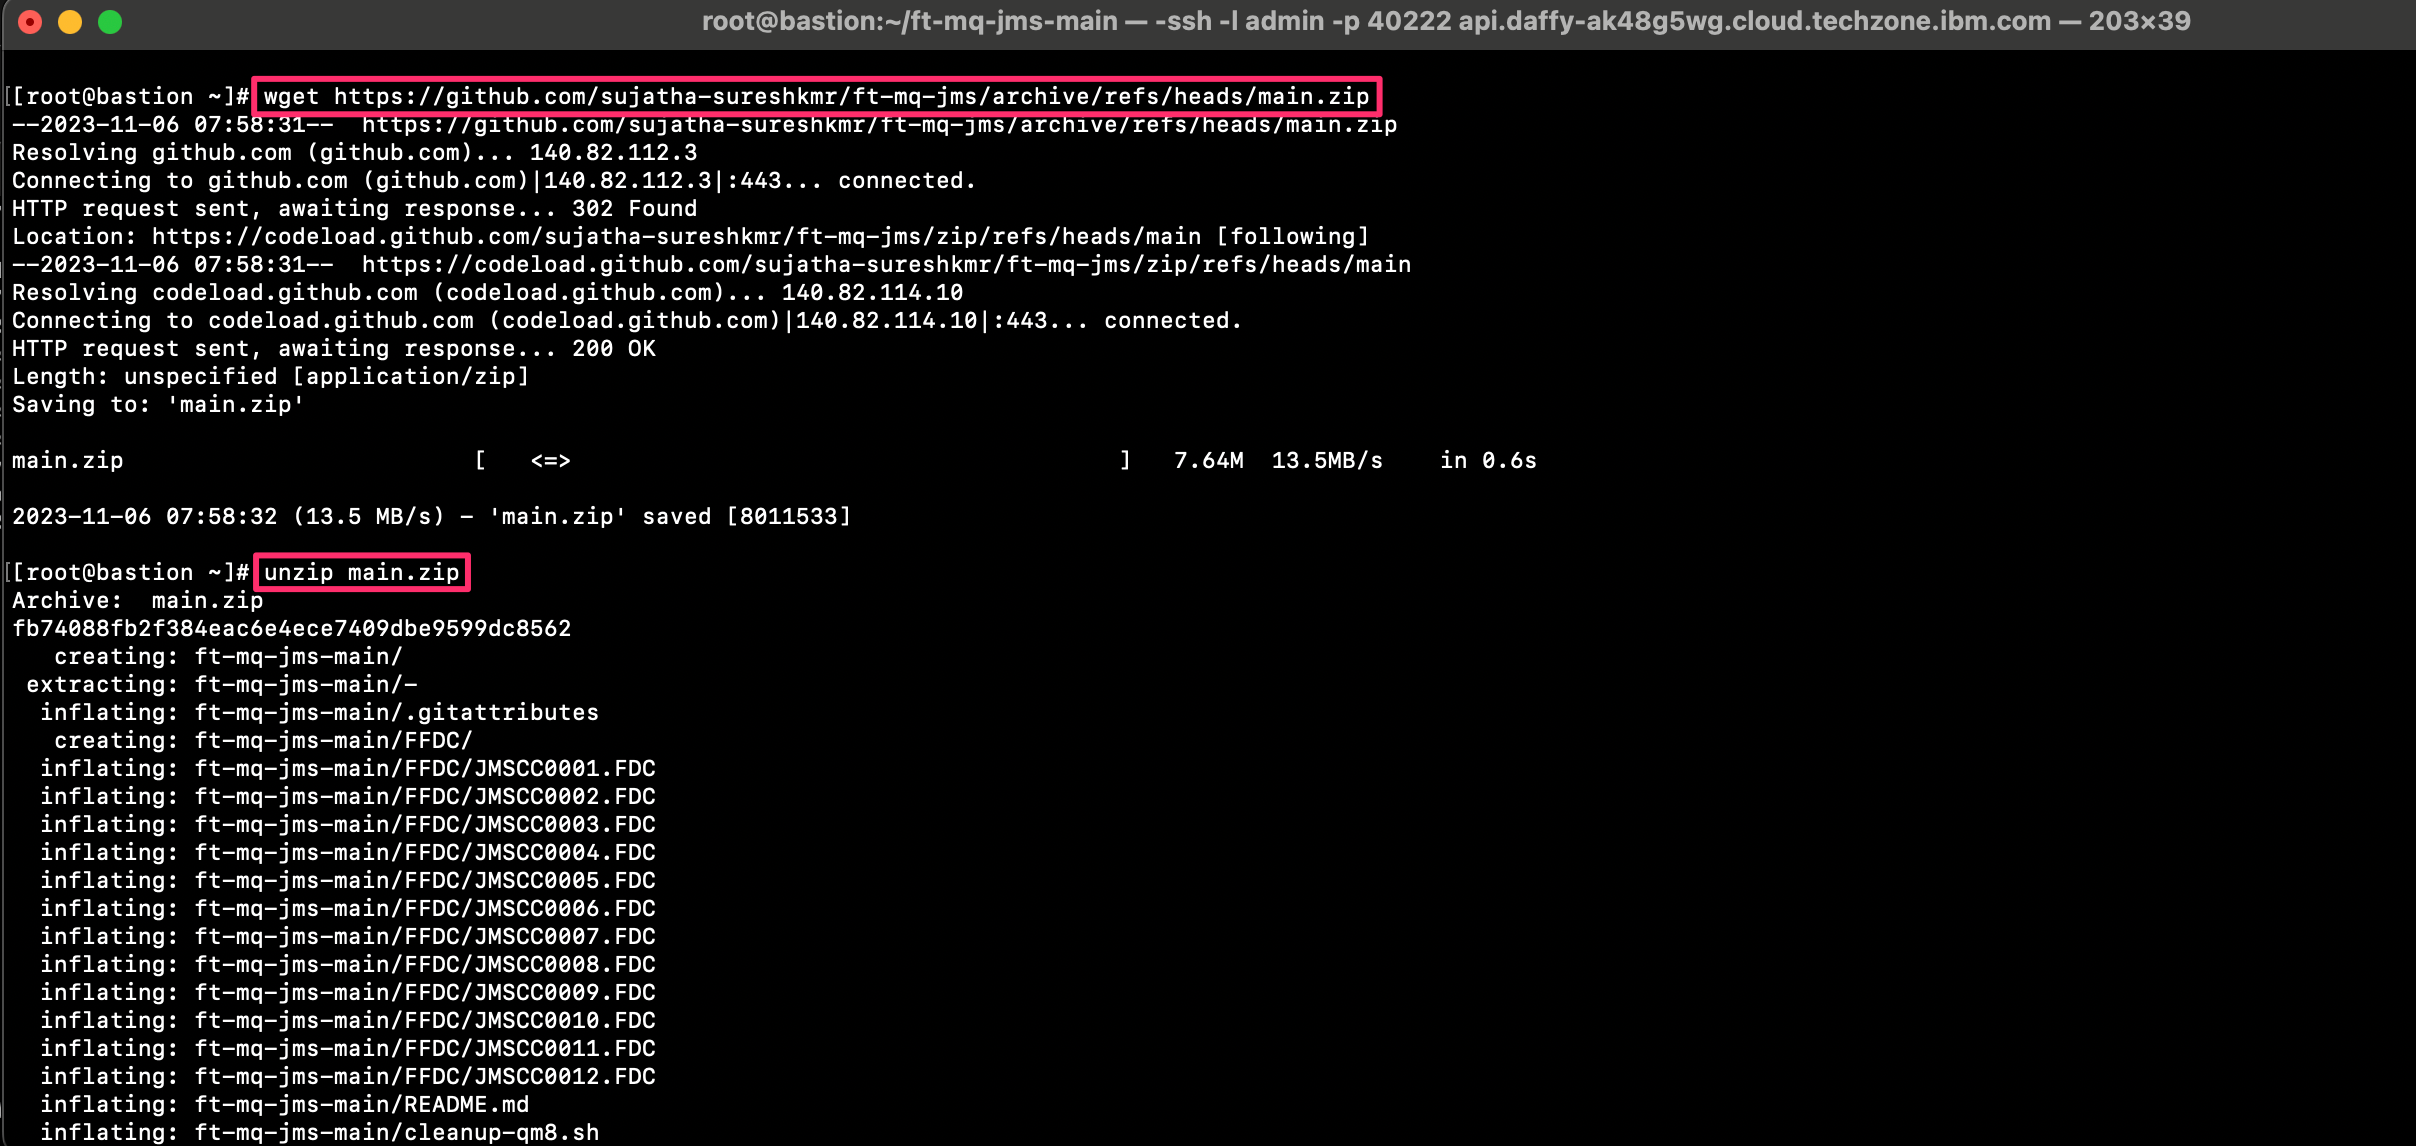 root@bastion:~/ft-mq-jms-main — -ssh -l admin -p 40222 api.daffy-ak48g5wg.cloud.techzone.ibm.com — 203×39
[[root@bastion ~]# wget https://github.com/sujatha-sureshkmr/ft-mq-jms/archive/refs/heads/main.zip
--2023-11-06 07:58:31--  https://github.com/sujatha-sureshkmr/ft-mq-jms/archive/refs/heads/main.zip
Resolving github.com (github.com)... 140.82.112.3
Connecting to github.com (github.com)|140.82.112.3|:443... connected.
HTTP request sent, awaiting response... 302 Found
Location: https://codeload.github.com/sujatha-sureshkmr/ft-mq-jms/zip/refs/heads/main [following]
--2023-11-06 07:58:31--  https://codeload.github.com/sujatha-sureshkmr/ft-mq-jms/zip/refs/heads/main
Resolving codeload.github.com (codeload.github.com)... 140.82.114.10
Connecting to codeload.github.com (codeload.github.com)|140.82.114.10|:443... connected.
HTTP request sent, awaiting response... 200 OK
Length: unspecified [application/zip]
Saving to: 'main.zip'
main.zip                         [   <=>                                       ]   7.64M  13.5MB/s    in 0.6s
2023-11-06 07:58:32 (13.5 MB/s) - 'main.zip' saved [8011533]
[[root@bastion ~]# unzip main.zip
Archive:  main.zip
fb74088fb2f384eac6e4ece7409dbe9599dc8562
   creating: ft-mq-jms-main/
 extracting: ft-mq-jms-main/-
  inflating: ft-mq-jms-main/.gitattributes
   creating: ft-mq-jms-main/FFDC/
  inflating: ft-mq-jms-main/FFDC/JMSCC0001.FDC
  inflating: ft-mq-jms-main/FFDC/JMSCC0002.FDC
  inflating: ft-mq-jms-main/FFDC/JMSCC0003.FDC
  inflating: ft-mq-jms-main/FFDC/JMSCC0004.FDC
  inflating: ft-mq-jms-main/FFDC/JMSCC0005.FDC
  inflating: ft-mq-jms-main/FFDC/JMSCC0006.FDC
  inflating: ft-mq-jms-main/FFDC/JMSCC0007.FDC
  inflating: ft-mq-jms-main/FFDC/JMSCC0008.FDC
  inflating: ft-mq-jms-main/FFDC/JMSCC0009.FDC
  inflating: ft-mq-jms-main/FFDC/JMSCC0010.FDC
  inflating: ft-mq-jms-main/FFDC/JMSCC0011.FDC
  inflating: ft-mq-jms-main/FFDC/JMSCC0012.FDC
  inflating: ft-mq-jms-main/README.md
  inflating: ft-mq-jms-main/cleanup-qm8.sh